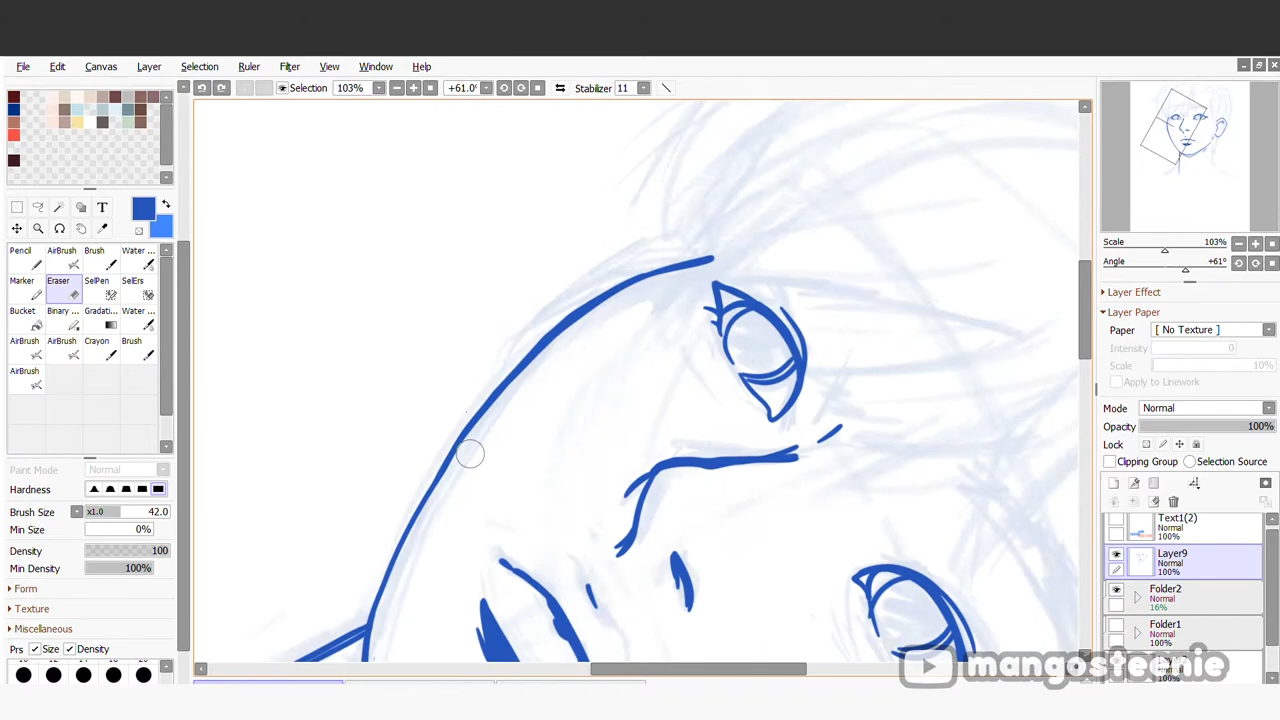 File Edit Canvas Layer Selection Ruler Filter View Window Help
Selection 103% +61.0° Stabilizer 11
Pencil AirBrush Brush Water ...
Marker Eraser SelPen SelErs
Bucket Binary ... Gradati... Water ...
AirBrush AirBrush Crayon Brush
AirBrush
Paint Mode Normal
Hardness
Brush Size x1.0 42.0
Min Size 0%
Density 100
Min Density 100%
Form
Texture
Miscellaneous
Prs Size Density
Scale 103%
Angle +61°
Layer Effect
Layer Paper
Paper [ No Texture ]
Intensity 0
Scale 10%
Apply to Linework
Mode Normal
Opacity 100%
Lock
Clipping Group Selection Source
Text1(2)
Normal
100%
Layer9
Normal
100%
Folder2
Normal
16%
Folder1
Normal
100%
Normal
100%
mangosteenie